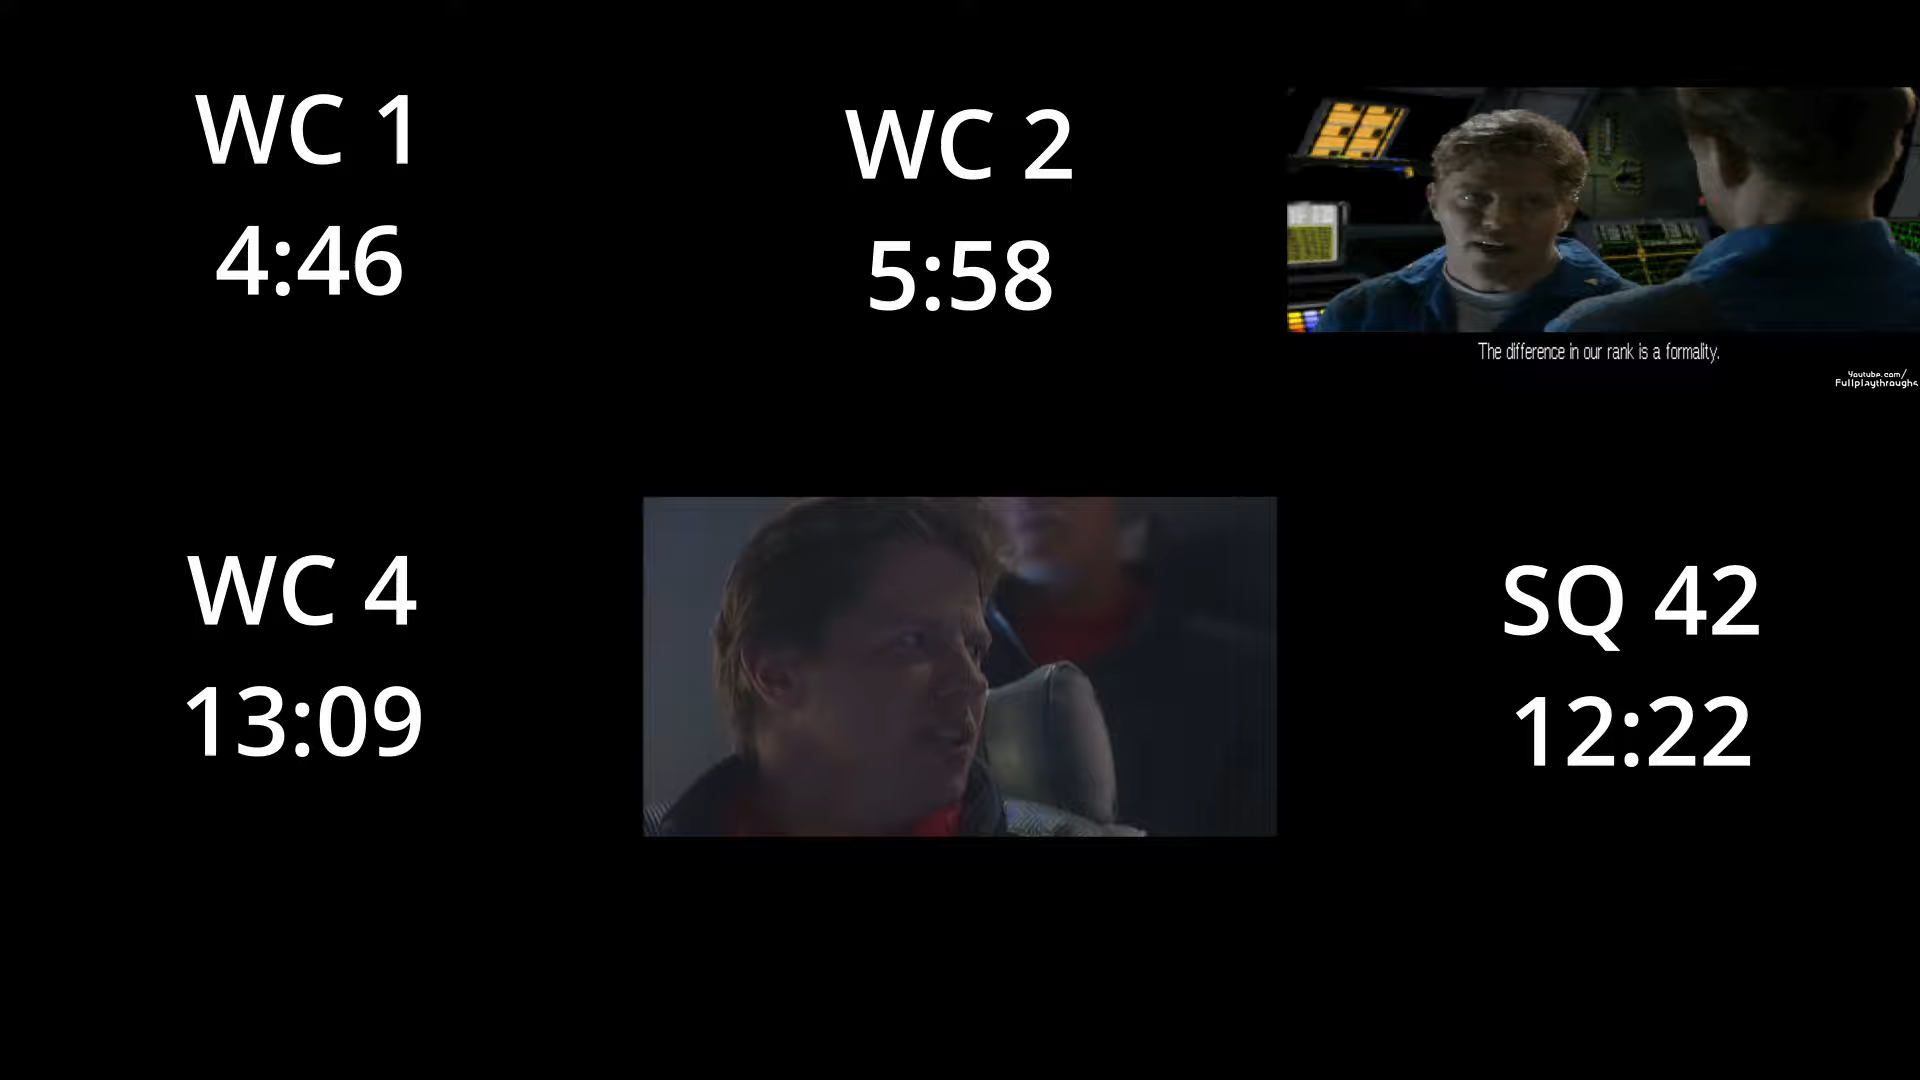 WC 1
4:46
WC 2
5:58
The difference in our rank is a formality.
Youtube.com/
Fullplaythroughs
WC 4
13:09
SQ 42
12:22